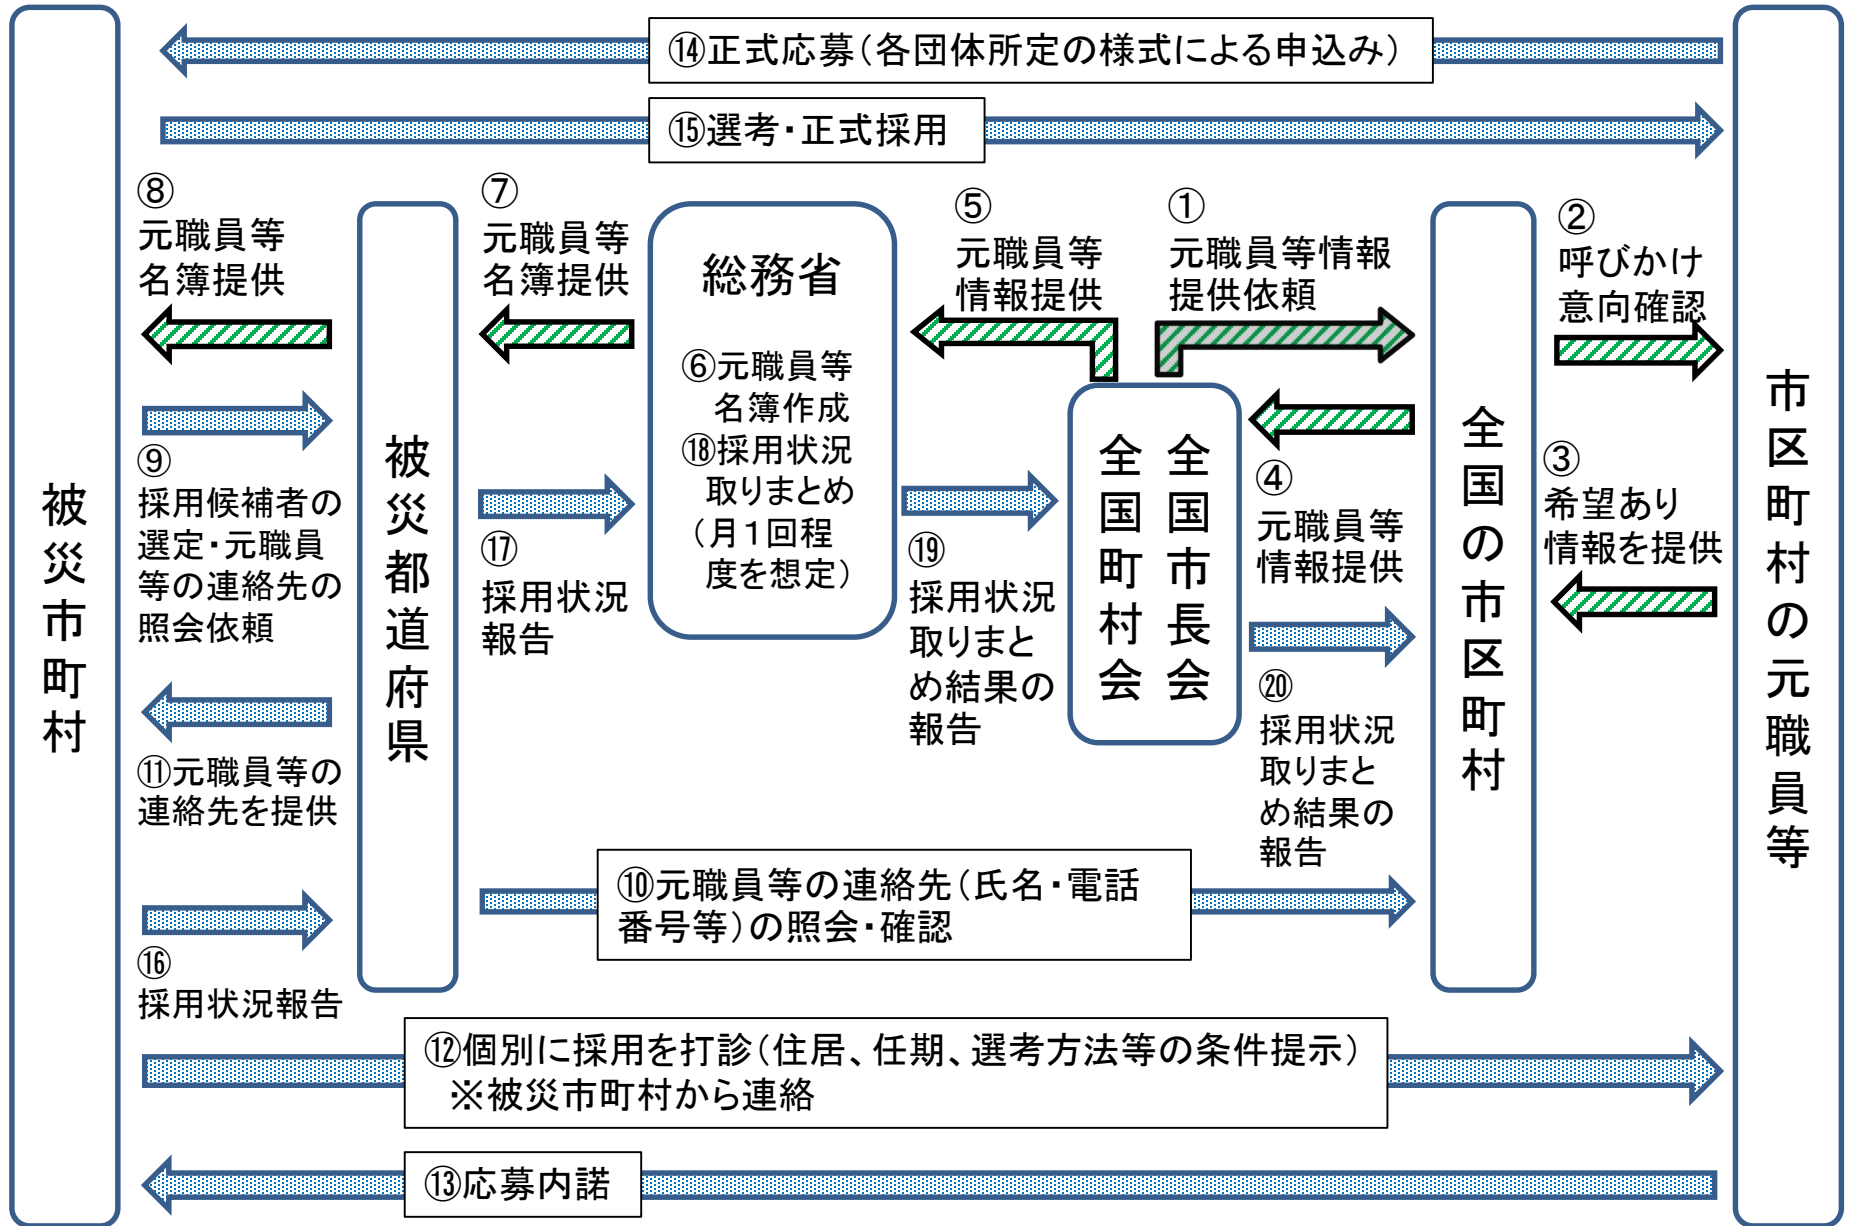 ⑭正式応募(各団体所定の様式による申込み)
⑮選考・正式採用
⑧
元職員等
名簿提供
⑦
元職員等
名簿提供
総務省
⑥元職員等
名簿作成
⑱採用状況
取りまとめ
(月1回程
度を想定)
⑤
元職員等
情報提供
①
元職員等情報
提供依頼
②
呼びかけ
意向確認
被災市町村
⑨
採用候補者の
選定・元職員
等の連絡先の
照会依頼
被災都道府県
⑰
採用状況
報告
⑲
採用状況
取りまと
め結果の
報告
全国市長会
全国町村会
④
元職員等
情報提供
全国の市区町村
③
希望あり
情報を提供
市区町村の元職員等
⑳
採用状況
取りまと
め結果の
報告
⑪元職員等の
連絡先を提供
⑩元職員等の連絡先(氏名・電話
番号等)の照会・確認
⑯
採用状況報告
⑫個別に採用を打診(住居、任期、選考方法等の条件提示)
※被災市町村から連絡
⑬応募内諾